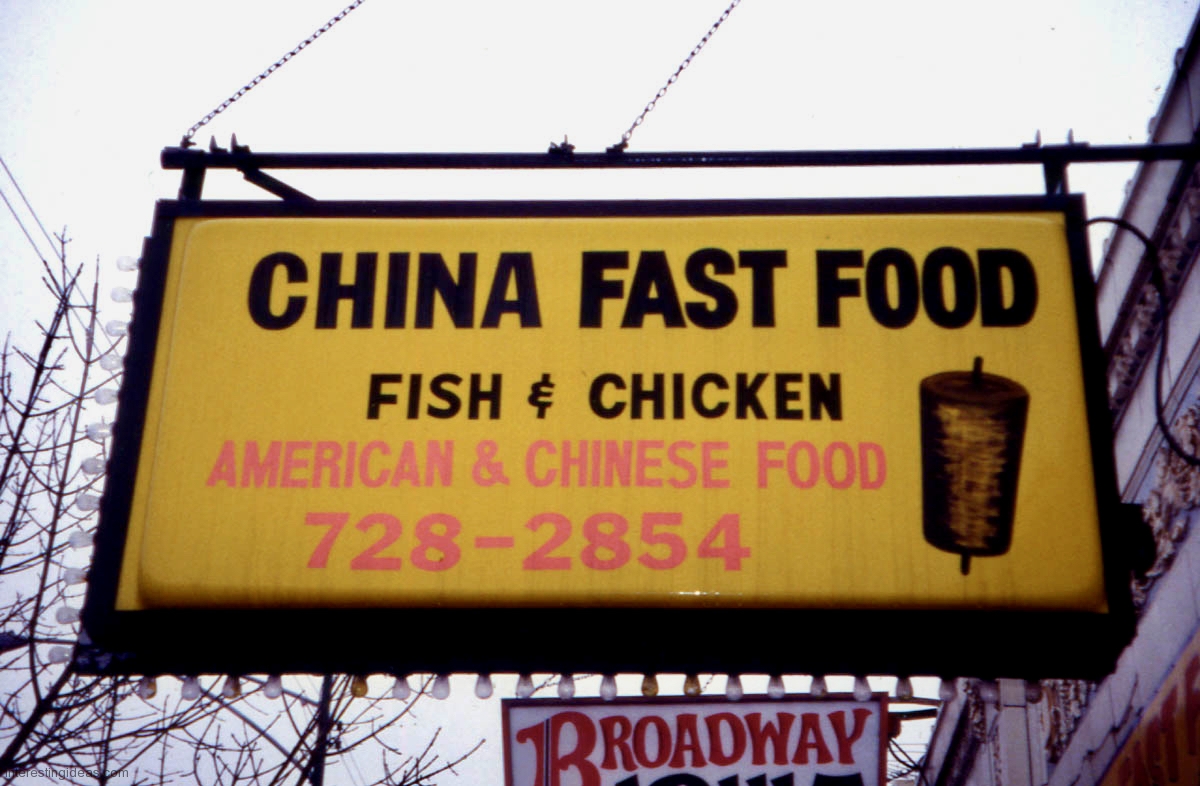 CHINA FAST FOOD
FISH & CHICKEN
AMERICAN & CHINESE FOOD
728-2854
BROADWAY
interestingideas.com